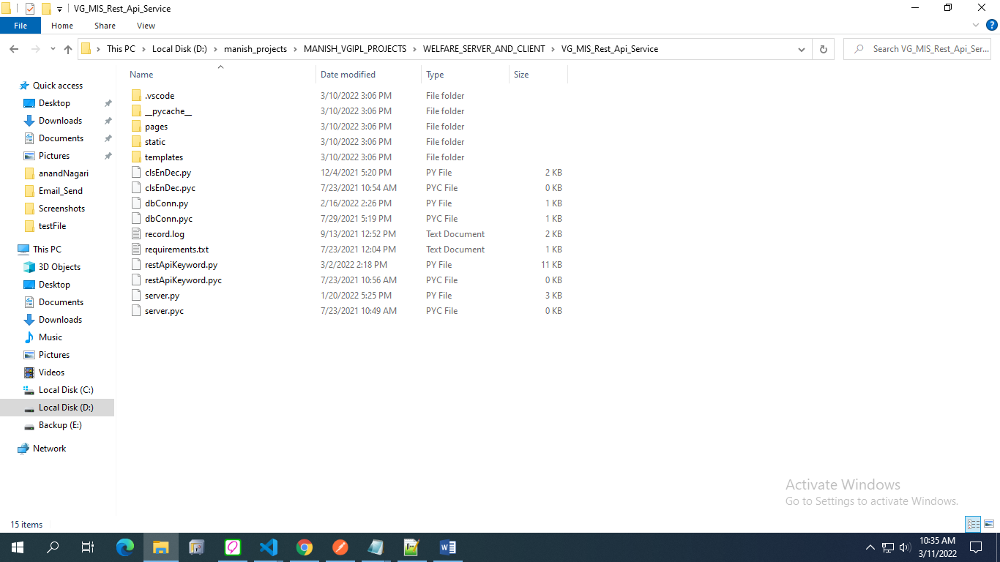 VG_MIS_Rest_Api_Service
File Home Share View
This PC Local Disk (D:) manish_projects MANISH_VGIPL_PROJECTS WELFARE_SERVER_AND_CLIENT VG_MIS_Rest_Api_Service Search VG_MIS_Rest_Api_Ser...
Name Date modified Type Size
Quick access
Desktop
Downloads
Documents
Pictures
anandNagari
Email_Send
Screenshots
testFile
This PC
3D Objects
Desktop
Documents
Downloads
Music
Pictures
Videos
Local Disk (C:)
Local Disk (D:)
Backup (E:)
Network
.vscode 3/10/2022 3:06 PM File folder
__pycache__ 3/10/2022 3:06 PM File folder
pages 3/10/2022 3:06 PM File folder
static 3/10/2022 3:06 PM File folder
templates 3/10/2022 3:06 PM File folder
clsEnDec.py 12/4/2021 5:20 PM PY File 2 KB
clsEnDec.pyc 7/23/2021 10:54 AM PYC File 0 KB
dbConn.py 2/16/2022 2:26 PM PY File 1 KB
dbConn.pyc 7/29/2021 5:19 PM PYC File 1 KB
record.log 9/13/2021 12:52 PM Text Document 2 KB
requirements.txt 7/23/2021 12:04 PM Text Document 1 KB
restApiKeyword.py 3/2/2022 2:18 PM PY File 11 KB
restApiKeyword.pyc 7/23/2021 10:56 AM PYC File 0 KB
server.py 1/20/2022 5:25 PM PY File 3 KB
server.pyc 7/23/2021 10:49 AM PYC File 0 KB
Activate Windows
Go to Settings to activate Windows.
15 items
10:35 AM
3/11/2022